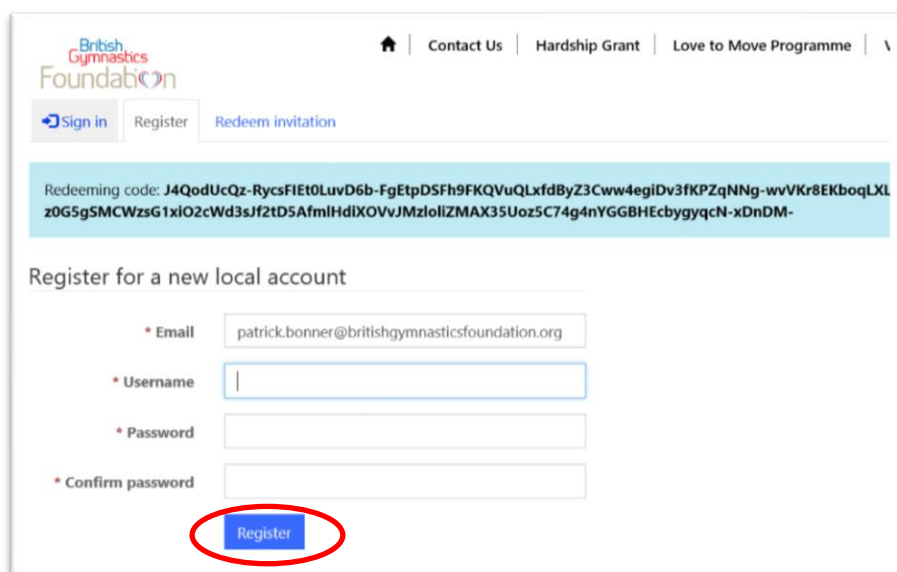 British
Gymnastics
Foundation
Contact Us
Hardship Grant
Love to Move Programme
Sign in
Register
Redeem invitation
Redeeming code: J4QodUcQz-RycsFIEt0LuvD6b-FgEtpDSFh9FKQVuQLxfdByZ3Cww4egiDv3fKPZqNNg-wvVKr8EKboqLXL
z0G5gSMCWzsG1xiO2cWd3sJf2tD5AfmlHdiXOVvJMzloliZMAX35Uoz5C74g4nYGGBHEcbygyqcN-xDnDM-
Register for a new local account
* Email
patrick.bonner@britishgymnasticsfoundation.org
* Username
* Password
* Confirm password
Register